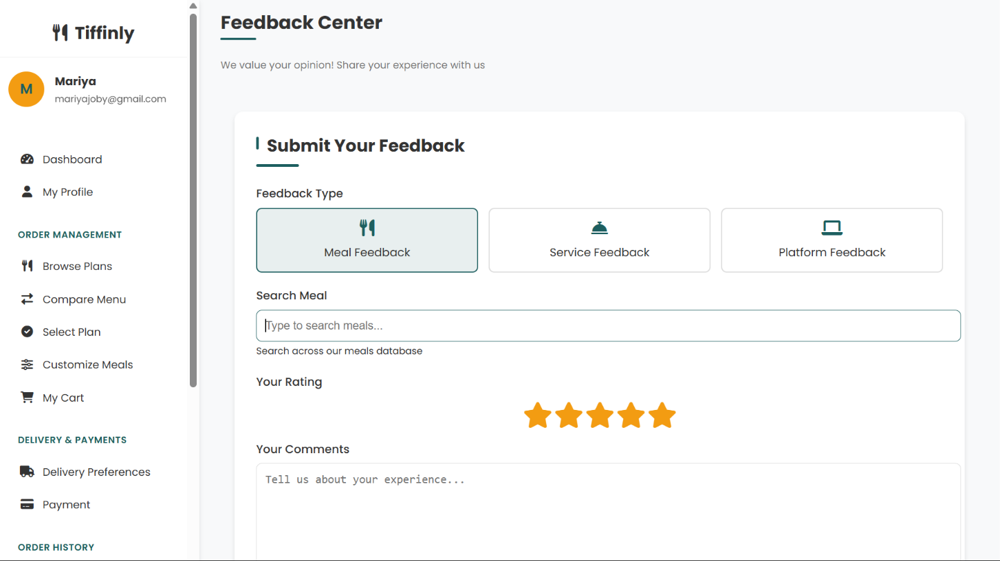 Tiffinly
M
Mariya
mariyajoby@gmail.com
Dashboard
My Profile
ORDER MANAGEMENT
Browse Plans
Compare Menu
Select Plan
Customize Meals
My Cart
DELIVERY & PAYMENTS
Delivery Preferences
Payment
ORDER HISTORY
Feedback Center
We value your opinion! Share your experience with us
Submit Your Feedback
Feedback Type
Meal Feedback
Service Feedback
Platform Feedback
Search Meal
Type to search meals...
Search across our meals database
Your Rating
Your Comments
Tell us about your experience...